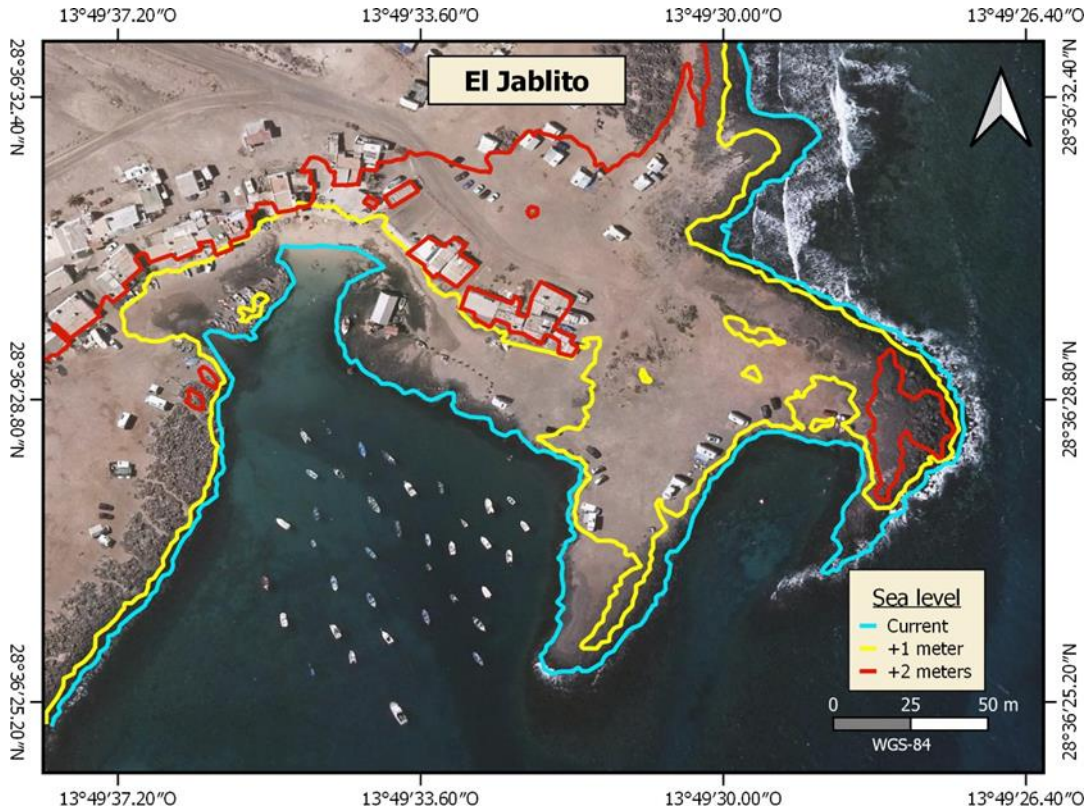 13°49'37.20"O 13°49'33.60"O 13°49'30.00"O 13°49'26.40"O
28°36'32.40"N
28°36'32.40"N
El Jablito
28°36'28.80"N
28°36'28.80"N
Sea level
Current
+1 meter
+2 meters
0 25 50 m
WGS-84
28°36'25.20"N
28°36'25.20"N
13°49'37.20"O 13°49'33.60"O 13°49'30.00"O 13°49'26.40"O